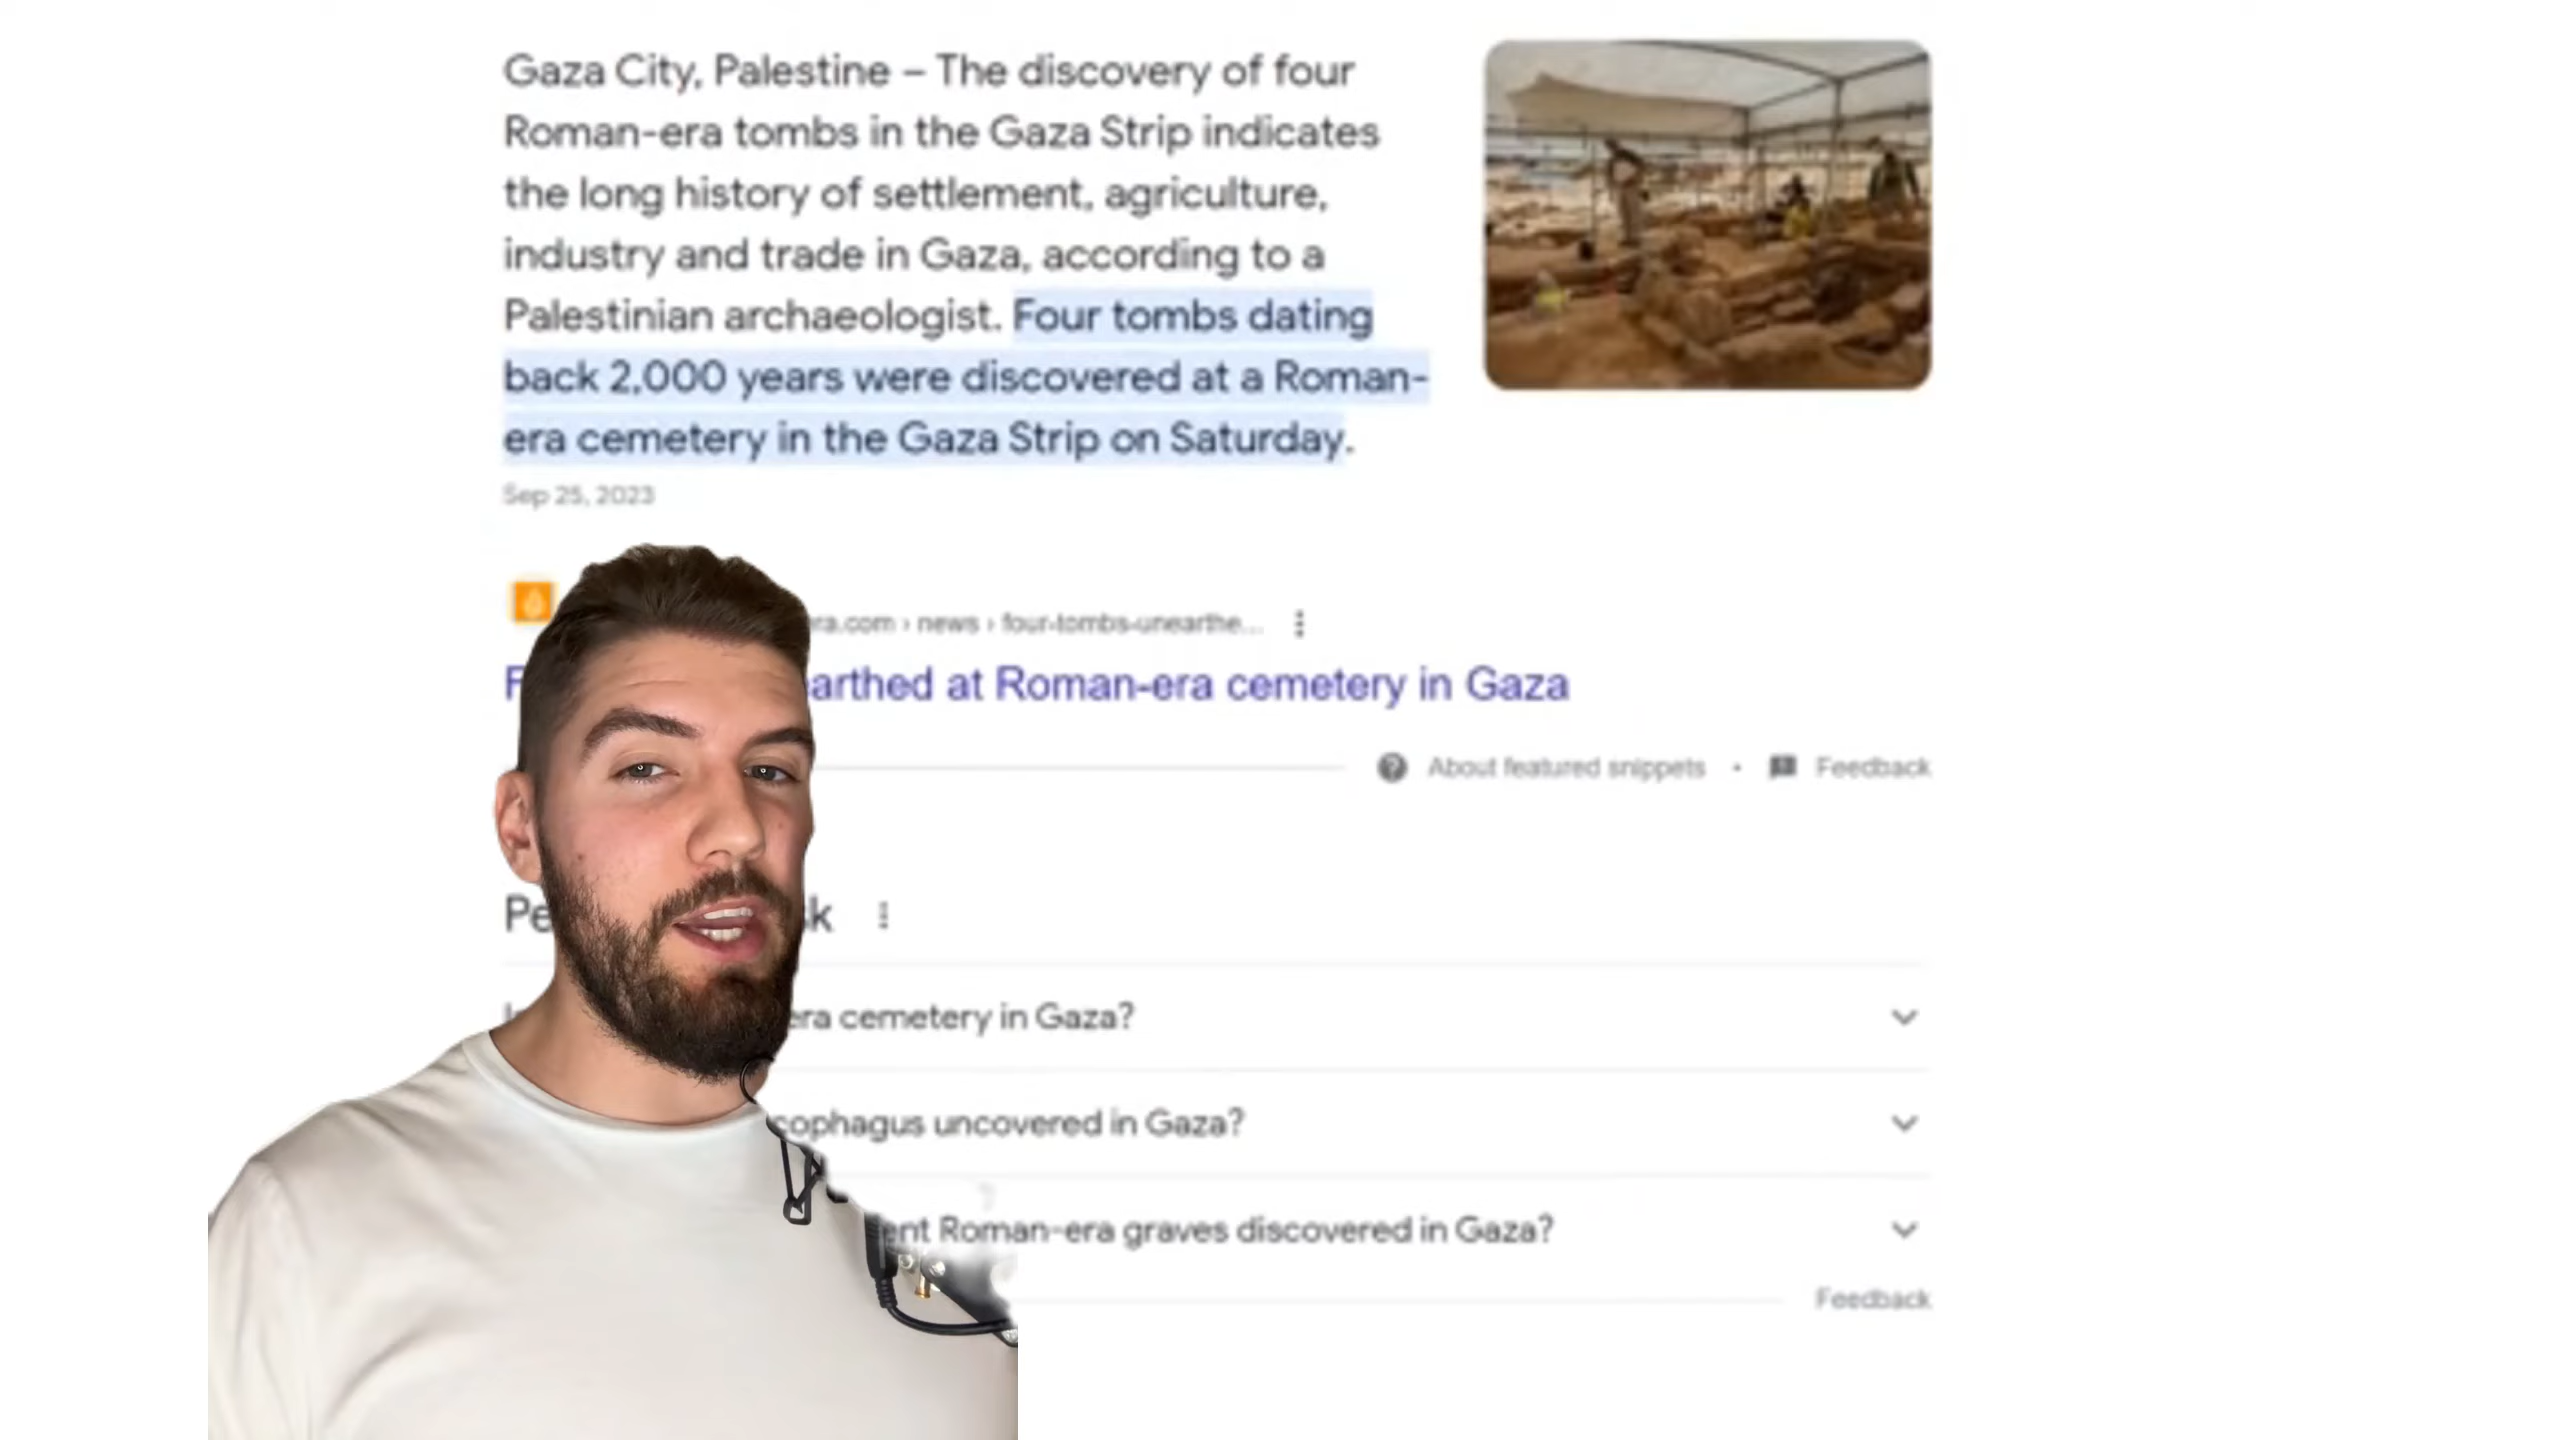 Gaza City, Palestine – The discovery of four
Roman-era tombs in the Gaza Strip indicates
the long history of settlement, agriculture,
industry and trade in Gaza, according to a
Palestinian archaeologist. Four tombs dating
back 2,000 years were discovered at a Roman-
era cemetery in the Gaza Strip on Saturday.
Sep 25, 2023
ra.com › news › four-tombs-unearthe...
F arthed at Roman-era cemetery in Gaza
About featured snippets • Feedback
Pe sk
era cemetery in Gaza?
cophagus uncovered in Gaza?
ent Roman-era graves discovered in Gaza?
Feedback